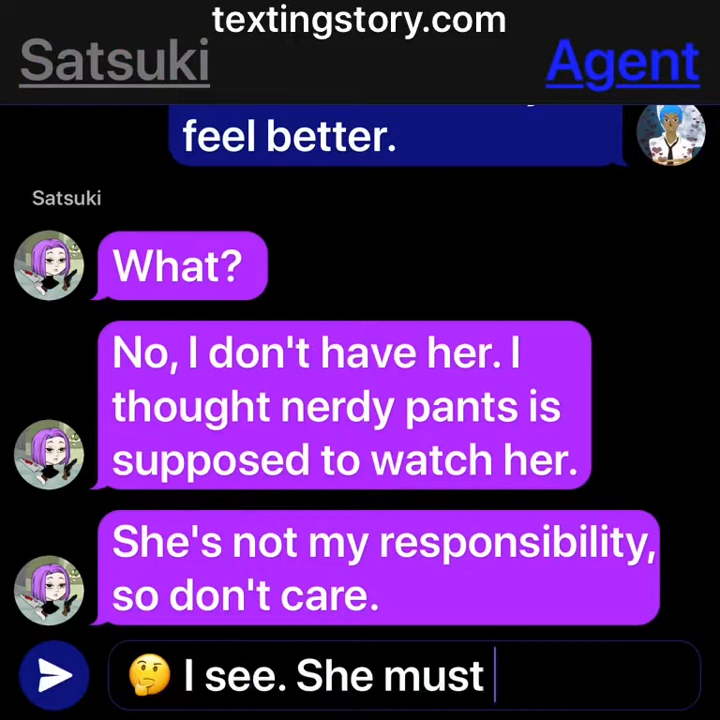 textingstory.com
Satsuki
Agent
feel better.
Satsuki
What?
No, I don't have her. I
thought nerdy pants is
supposed to watch her.
She's not my responsibility,
so don't care.
🤔 I see. She must